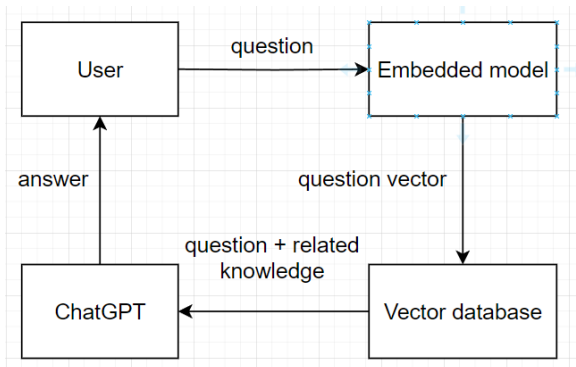 question
User
Embedded model
answer
question vector
question + related
knowledge
ChatGPT
Vector database